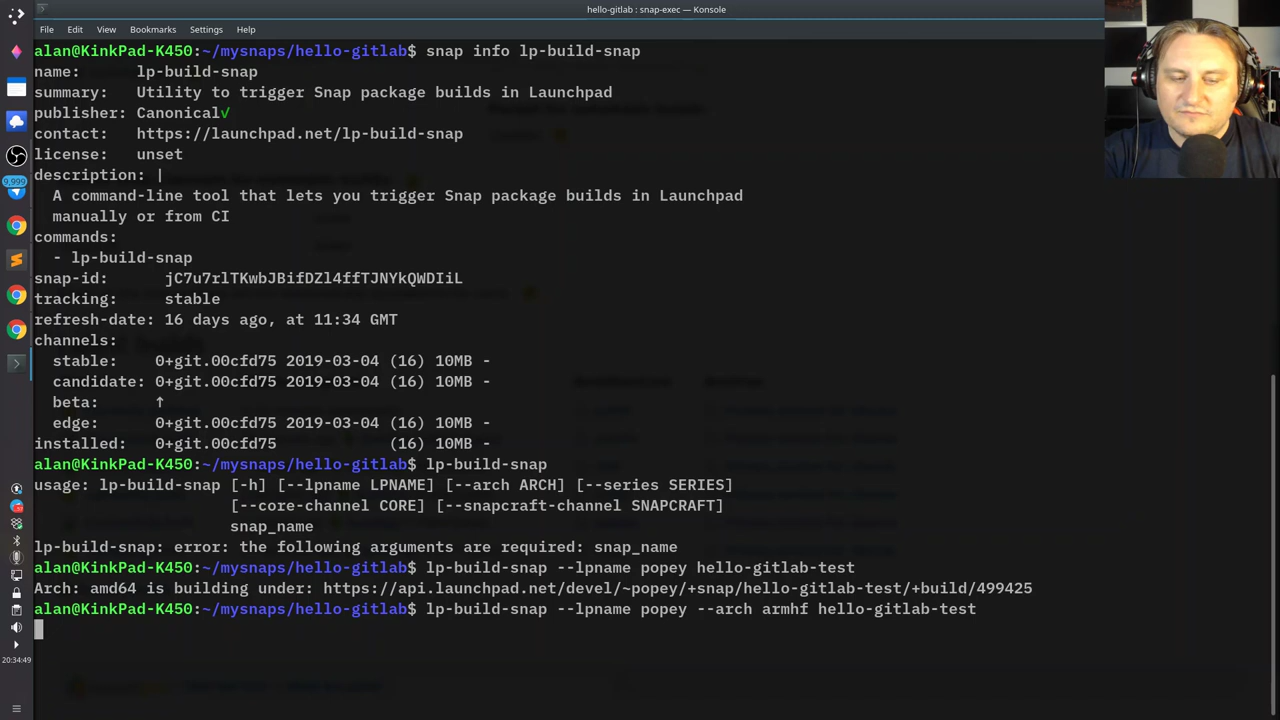 hello-gitlab : snap-exec — Konsole
File Edit View Bookmarks Settings Help
alan@KinkPad-K450:~/mysnaps/hello-gitlab$ snap info lp-build-snap
name: lp-build-snap
summary: Utility to trigger Snap package builds in Launchpad
publisher: Canonical√
contact: https://launchpad.net/lp-build-snap
license: unset
description: |
A command-line tool that lets you trigger Snap package builds in Launchpad
manually or from CI
commands:
- lp-build-snap
snap-id: jC7u7rlTKwbJBifDZl4ffTJNYkQWDIiL
tracking: stable
refresh-date: 16 days ago, at 11:34 GMT
channels:
stable: 0+git.00cfd75 2019-03-04 (16) 10MB -
candidate: 0+git.00cfd75 2019-03-04 (16) 10MB -
beta: ↑
edge: 0+git.00cfd75 2019-03-04 (16) 10MB -
installed: 0+git.00cfd75 (16) 10MB -
alan@KinkPad-K450:~/mysnaps/hello-gitlab$ lp-build-snap
usage: lp-build-snap [-h] [--lpname LPNAME] [--arch ARCH] [--series SERIES]
[--core-channel CORE] [--snapcraft-channel SNAPCRAFT]
snap_name
lp-build-snap: error: the following arguments are required: snap_name
alan@KinkPad-K450:~/mysnaps/hello-gitlab$ lp-build-snap --lpname popey hello-gitlab-test
Arch: amd64 is building under: https://api.launchpad.net/devel/~popey/+snap/hello-gitlab-test/+build/499425
alan@KinkPad-K450:~/mysnaps/hello-gitlab$ lp-build-snap --lpname popey --arch armhf hello-gitlab-test
9,999
20:34:49